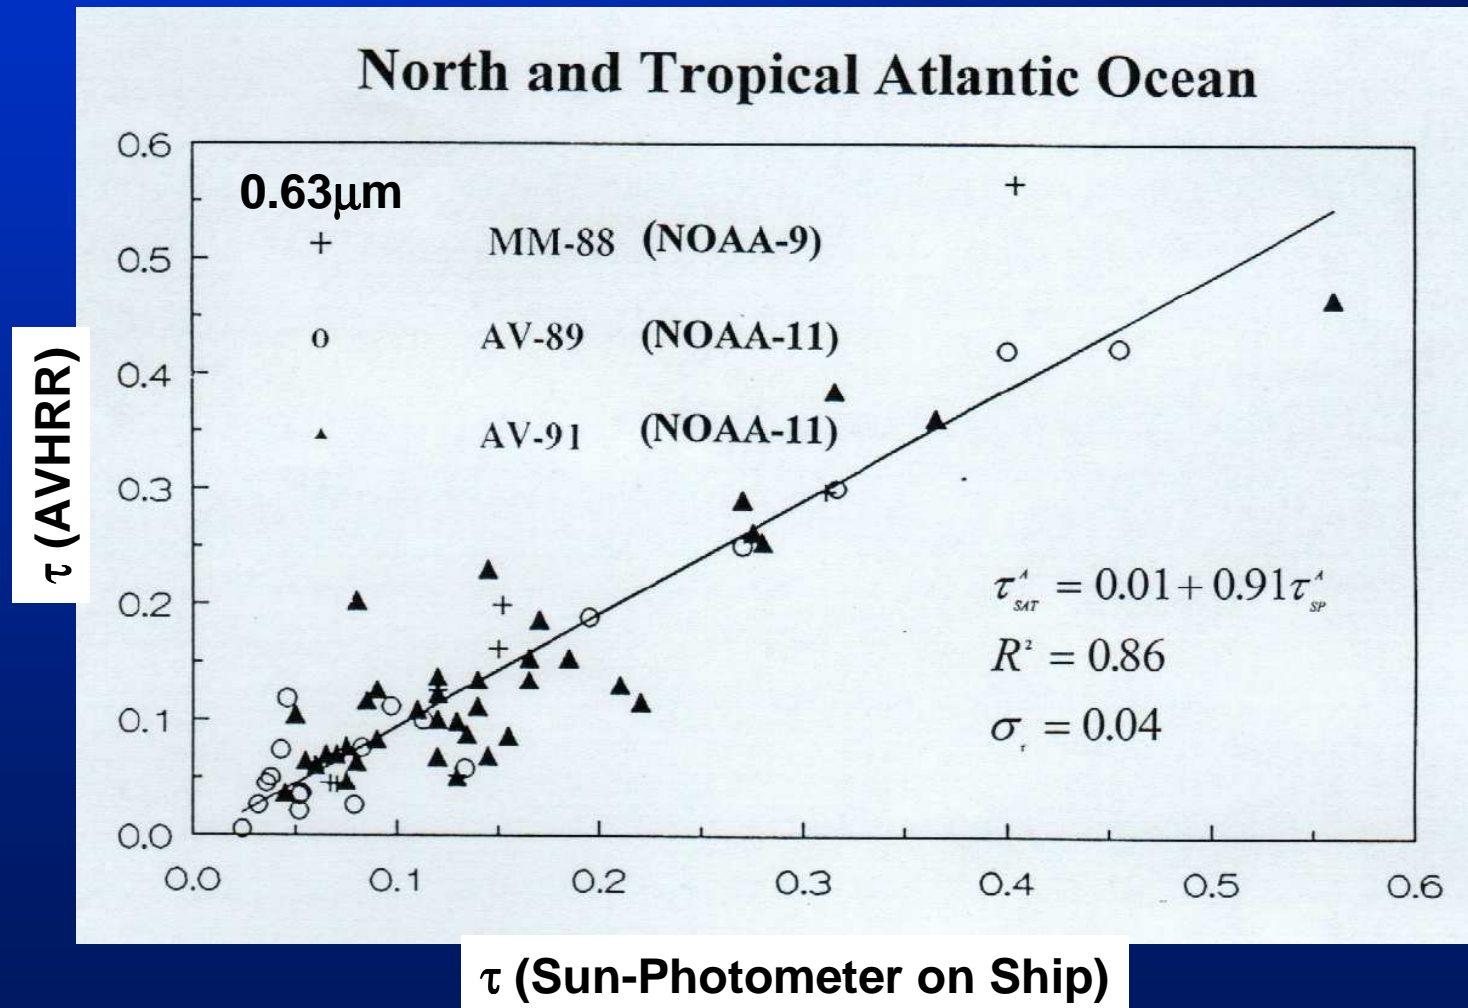 North and Tropical Atlantic Ocean
0.63μm
+ MM-88 (NOAA-9)
o AV-89 (NOAA-11)
▲ AV-91 (NOAA-11)
0.6
0.5
0.4
0.3
0.2
0.1
0.0
τ (AVHRR)
τ^A_SAT = 0.01 + 0.91τ^A_SP
R² = 0.86
σ_τ = 0.04
0.0 0.1 0.2 0.3 0.4 0.5 0.6
τ (Sun-Photometer on Ship)